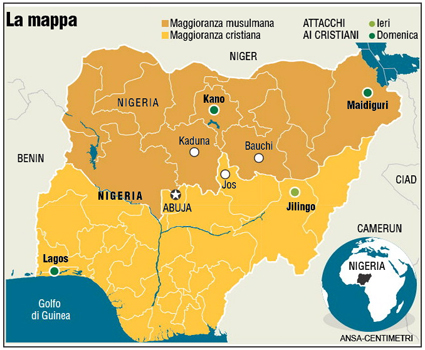 La mappa
Maggioranza musulmana
Maggioranza cristiana
ATTACCHI
AI CRISTIANI
Ieri
Domenica
NIGER
NIGERIA
Kano
Maidiguri
Kaduna
Bauchi
BENIN
Jos
CIAD
NIGERIA
ABUJA
Jilingo
CAMERUN
Lagos
NIGERIA
Golfo
di Guinea
ANSA-CENTIMETRI